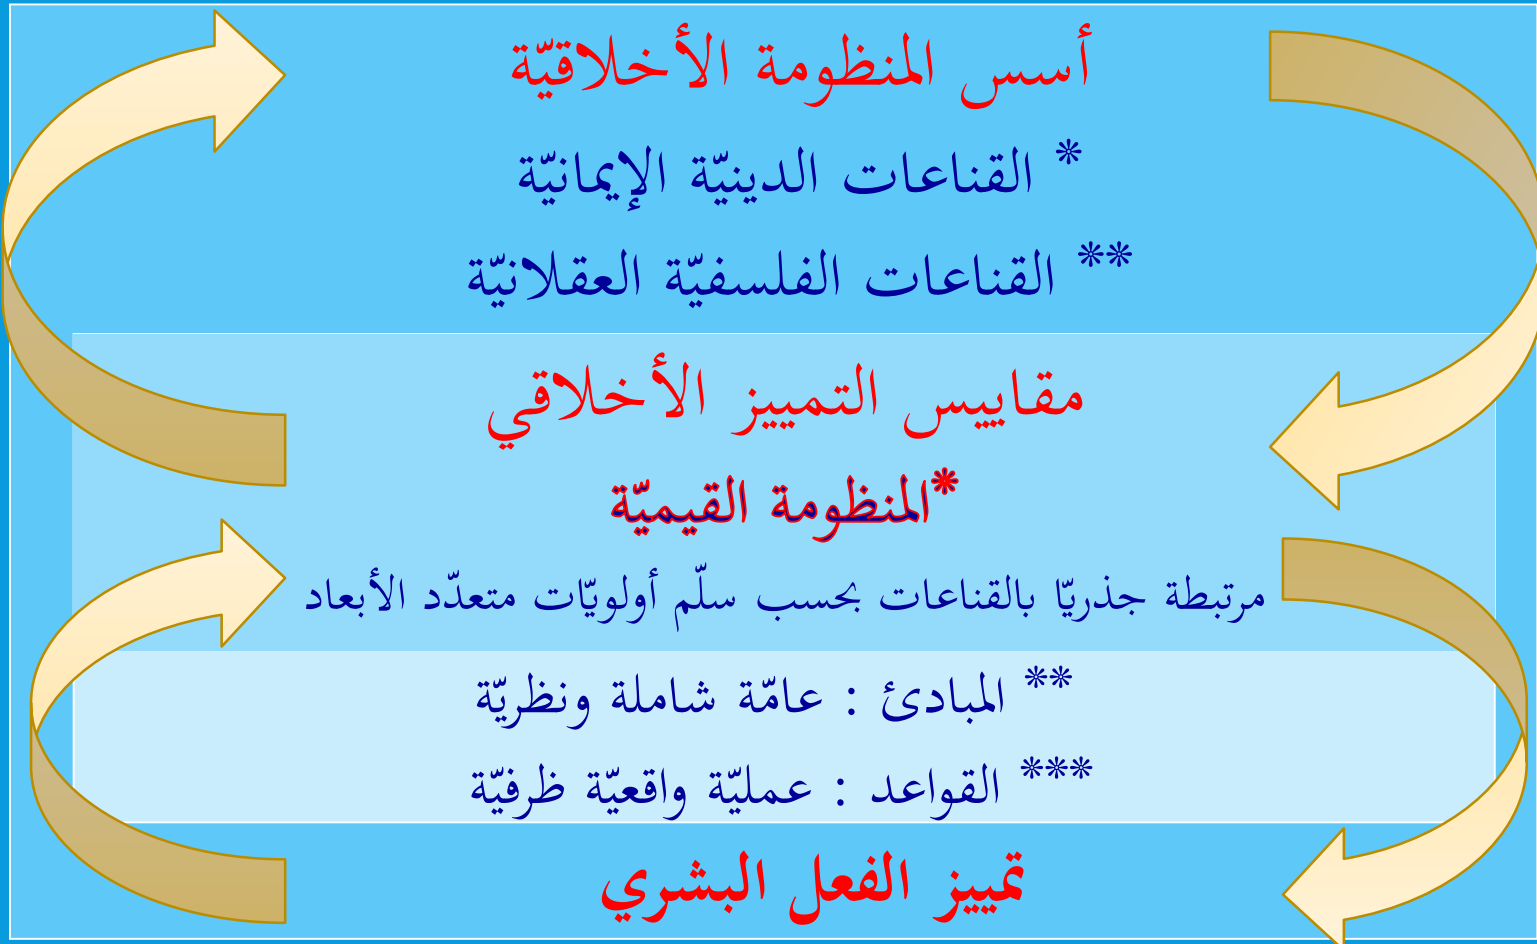 أسس المنظومة الأخلاقيّة
* القناعات الدينيّة الإيمانيّة
** القناعات الفلسفيّة العقلانيّة
مقاييس التمييز الأخلاقي
*المنظومة القيميّة
مرتبطة جذريّا بالقناعات بحسب سلّم أولويّات متعدّد الأبعاد
** المبادئ : عامّة شاملة ونظريّة
*** القواعد : عمليّة واقعيّة ظرفيّة
تمييز الفعل البشري